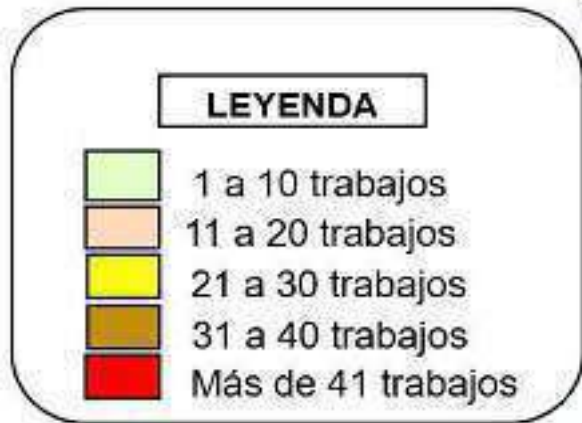 LEYENDA
1 a 10 trabajos
11 a 20 trabajos
21 a 30 trabajos
31 a 40 trabajos
Más de 41 trabajos